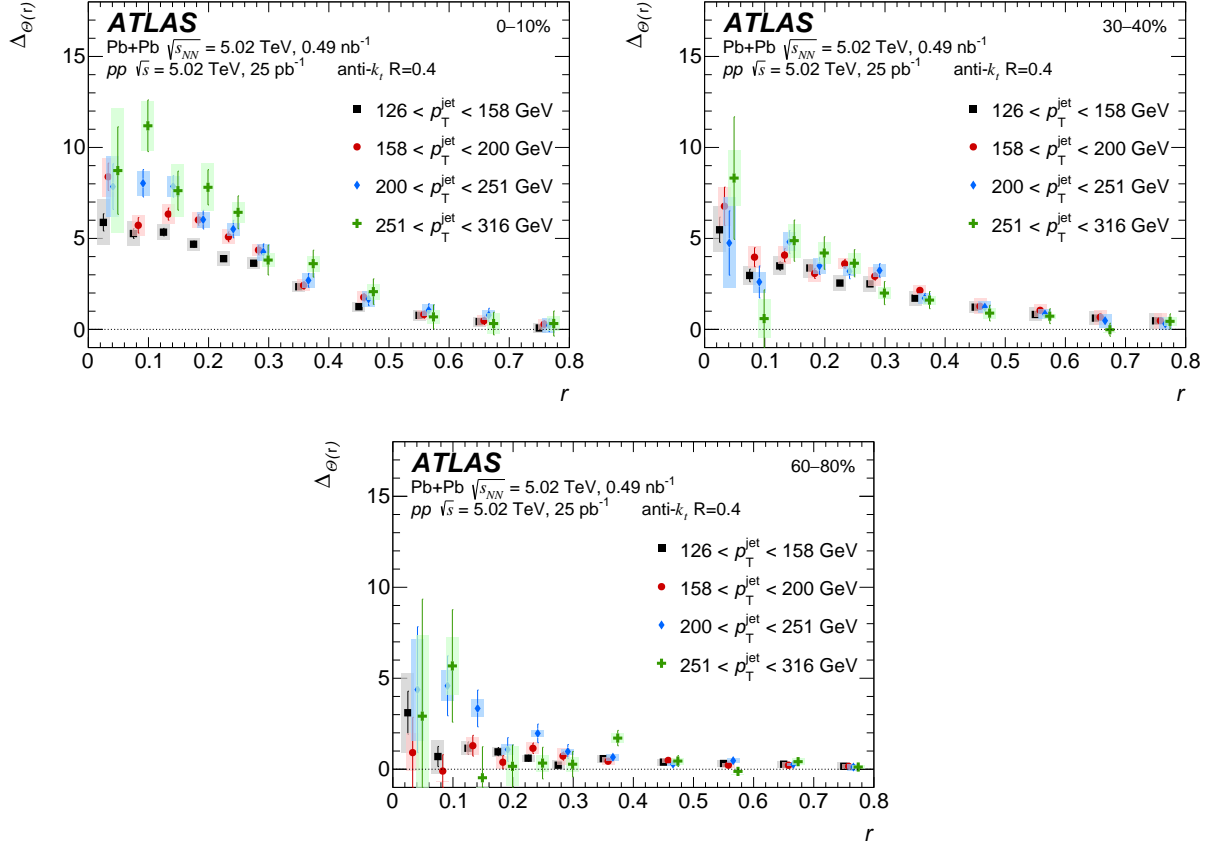 Δ_Θ(r)
ATLAS 0–10%
Pb+Pb √s_NN = 5.02 TeV, 0.49 nb⁻¹
pp √s = 5.02 TeV, 25 pb⁻¹ anti-k_t R=0.4
126 < p_T^jet < 158 GeV
158 < p_T^jet < 200 GeV
200 < p_T^jet < 251 GeV
251 < p_T^jet < 316 GeV
15
10
5
0
0 0.1 0.2 0.3 0.4 0.5 0.6 0.7 0.8
r
Δ_Θ(r)
ATLAS 30–40%
Pb+Pb √s_NN = 5.02 TeV, 0.49 nb⁻¹
pp √s = 5.02 TeV, 25 pb⁻¹ anti-k_t R=0.4
126 < p_T^jet < 158 GeV
158 < p_T^jet < 200 GeV
200 < p_T^jet < 251 GeV
251 < p_T^jet < 316 GeV
15
10
5
0
0 0.1 0.2 0.3 0.4 0.5 0.6 0.7 0.8
r
Δ_Θ(r)
ATLAS 60–80%
Pb+Pb √s_NN = 5.02 TeV, 0.49 nb⁻¹
pp √s = 5.02 TeV, 25 pb⁻¹ anti-k_t R=0.4
126 < p_T^jet < 158 GeV
158 < p_T^jet < 200 GeV
200 < p_T^jet < 251 GeV
251 < p_T^jet < 316 GeV
15
10
5
0
0 0.1 0.2 0.3 0.4 0.5 0.6 0.7 0.8
r